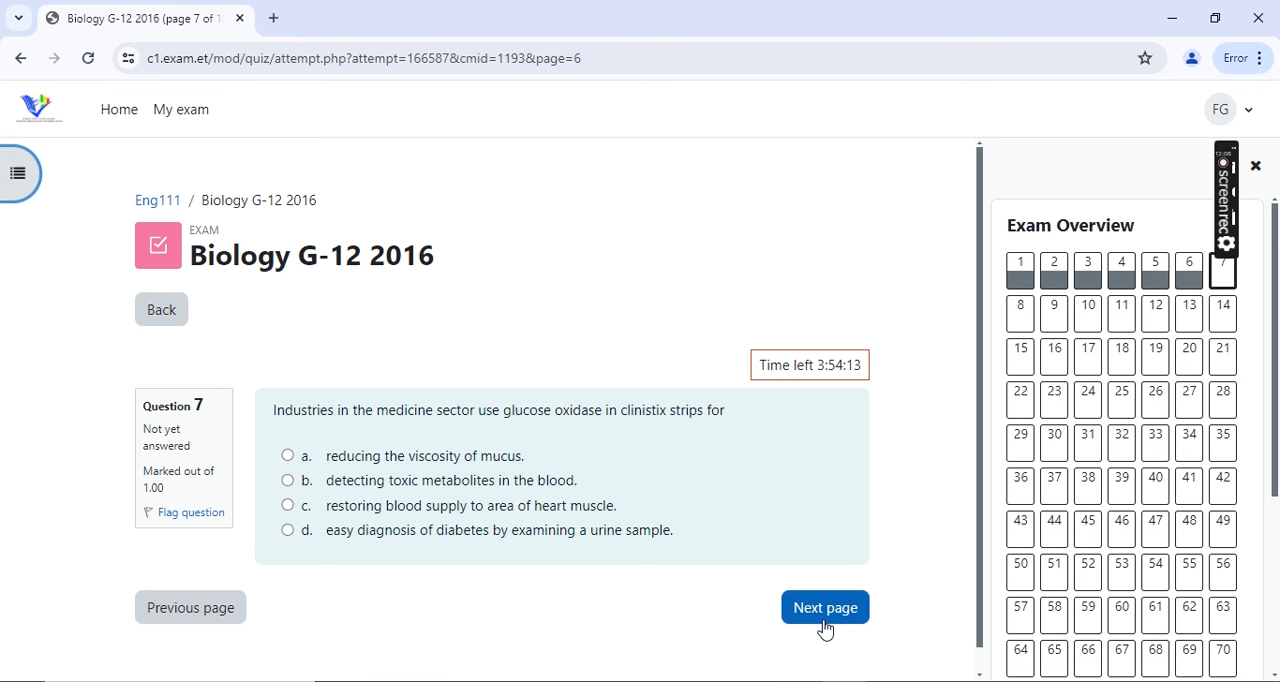 Biology G-12 2016 (page 7 of 1
c1.exam.et/mod/quiz/attempt.php?attempt=166587&cmid=1193&page=6
Error
Home My exam
FG
12:06
screenrec
Eng111 / Biology G-12 2016
EXAM
Biology G-12 2016
Back
Time left 3:54:13
Question 7
Not yet
answered
Marked out of
1.00
Flag question
Industries in the medicine sector use glucose oxidase in clinistix strips for
a. reducing the viscosity of mucus.
b. detecting toxic metabolites in the blood.
c. restoring blood supply to area of heart muscle.
d. easy diagnosis of diabetes by examining a urine sample.
Previous page
Next page
Exam Overview
1 2 3 4 5 6 7
8 9 10 11 12 13 14
15 16 17 18 19 20 21
22 23 24 25 26 27 28
29 30 31 32 33 34 35
36 37 38 39 40 41 42
43 44 45 46 47 48 49
50 51 52 53 54 55 56
57 58 59 60 61 62 63
64 65 66 67 68 69 70